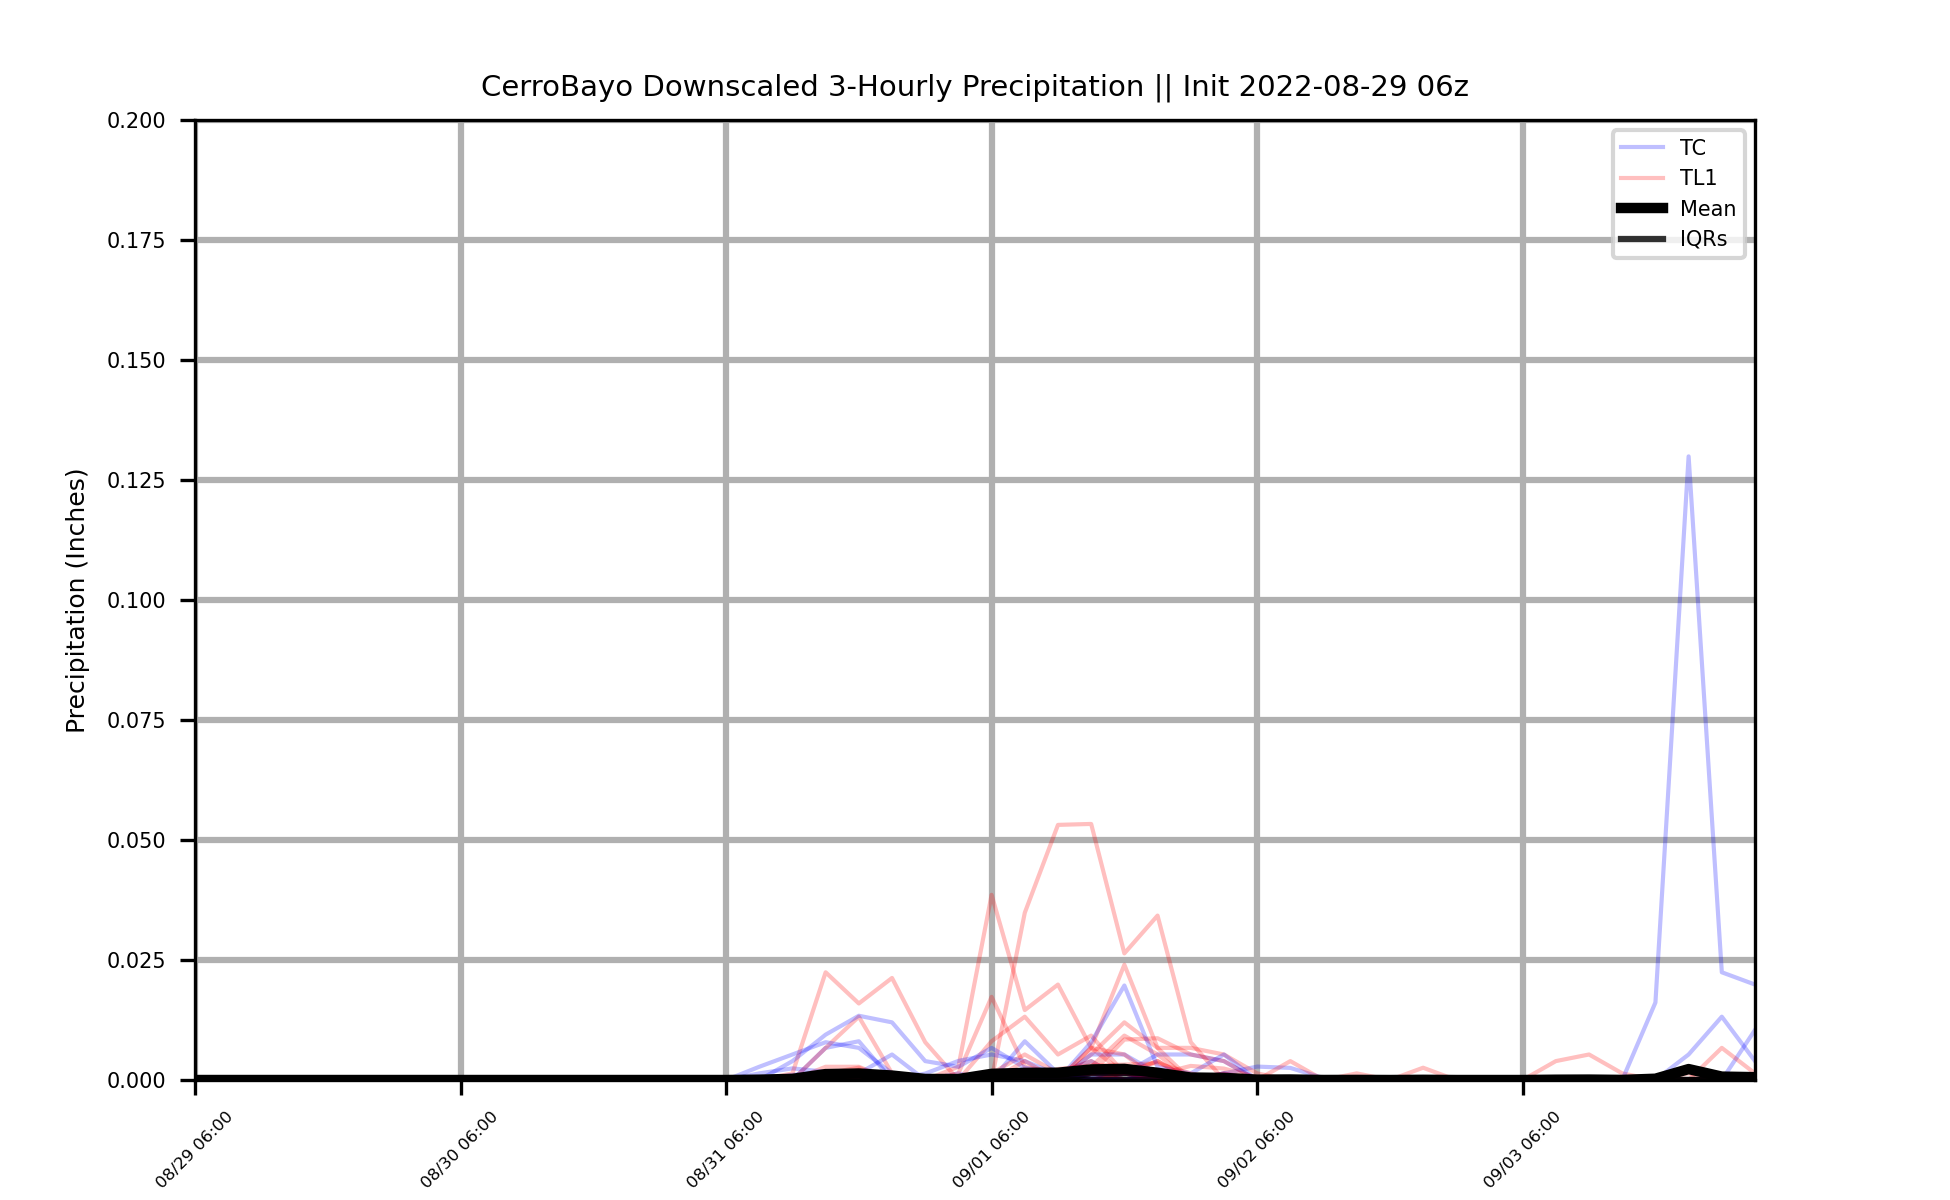 CerroBayo Downscaled 3-Hourly Precipitation || Init 2022-08-29 06z
0.200
0.175
0.150
0.125
0.100
0.075
0.050
0.025
0.000
Precipitation (Inches)
TC
TL1
Mean
IQRs
08/29 06:00
08/30 06:00
08/31 06:00
09/01 06:00
09/02 06:00
09/03 06:00